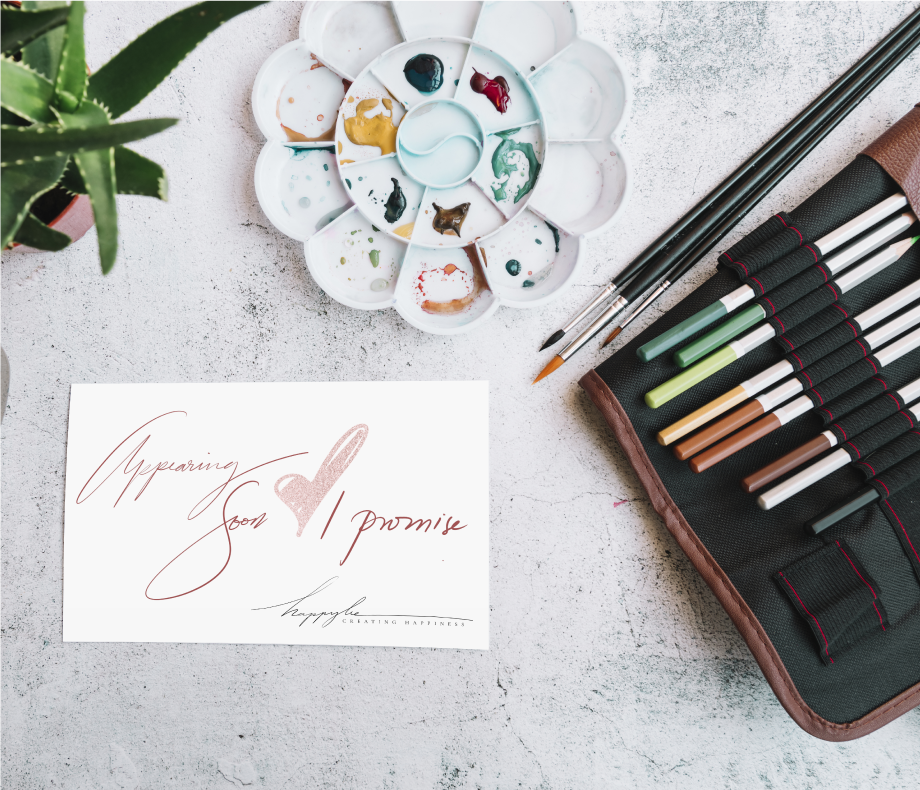 Appearing
Soon
I promise
happylie
CREATING HAPPINESS